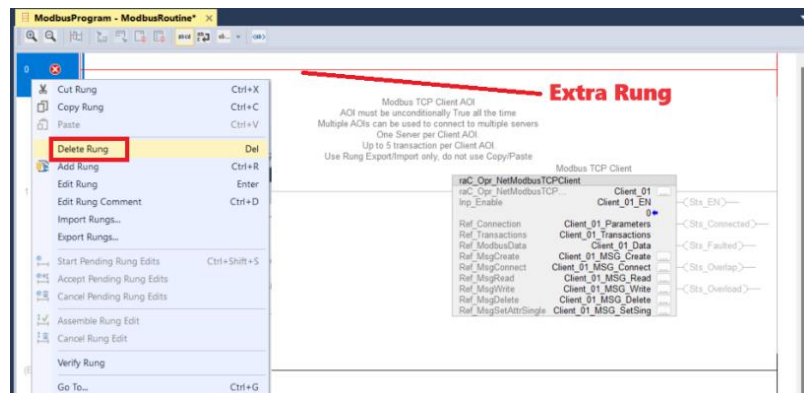 ModbusProgram - ModbusRoutine* ×
0
Extra Rung
Cut Rung Ctrl+X
Copy Rung Ctrl+C
Paste Ctrl+V
Delete Rung Del
Add Rung Ctrl+R
Edit Rung Enter
Edit Rung Comment Ctrl+D
Import Rungs...
Export Rungs...
Start Pending Rung Edits Ctrl+Shift+S
Accept Pending Rung Edits
Cancel Pending Rung Edits
Assemble Rung Edit
Cancel Rung Edit
Verify Rung
Go To... Ctrl+G
Modbus TCP Client AOI
AOI must be unconditionally True all the time
Multiple AOIs can be used to connect to multiple servers
One Server per Client AOI
Up to 5 transaction per Client AOI
Use Rung Export/Import only, do not use Copy/Paste
Modbus TCP Client
raC_Opr_NetModbusTCPClient
raC_Opr_NetModbusTCP... Client_01 ...
Inp_Enable Client_01_EN
0
Ref_Connection Client_01_Parameters
Ref_Transactions Client_01_Transactions
Ref_ModbusData Client_01_Data
Ref_MsgCreate Client_01_MSG_Create ...
Ref_MsgConnect Client_01_MSG_Connect ...
Ref_MsgRead Client_01_MSG_Read ...
Ref_MsgWrite Client_01_MSG_Write ...
Ref_MsgDelete Client_01_MSG_Delete ...
Ref_MsgSetAttrSingle Client_01_MSG_SetSing ...
Sts_EN
Sts_Connected
Sts_Faulted
Sts_Overlap
Sts_Overload
1